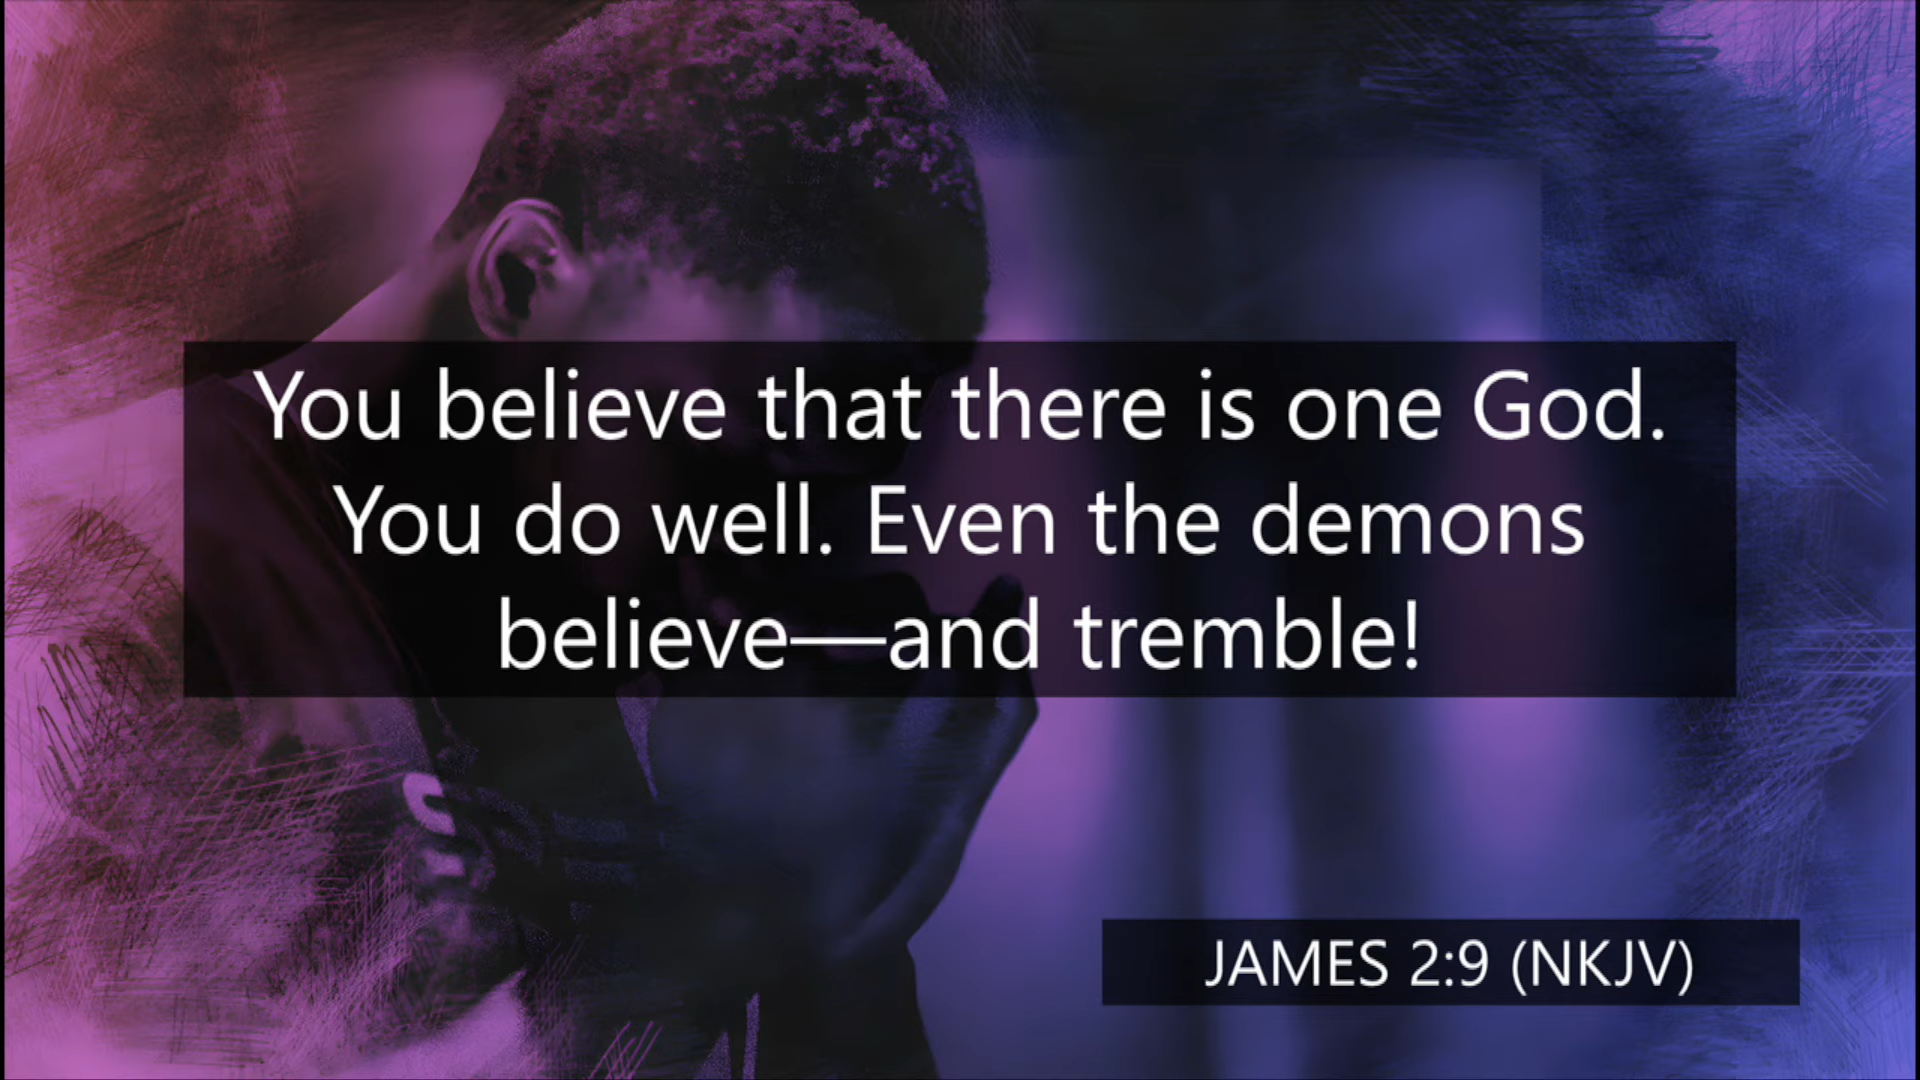 You believe that there is one God.
You do well. Even the demons
believe—and tremble!
JAMES 2:9 (NKJV)